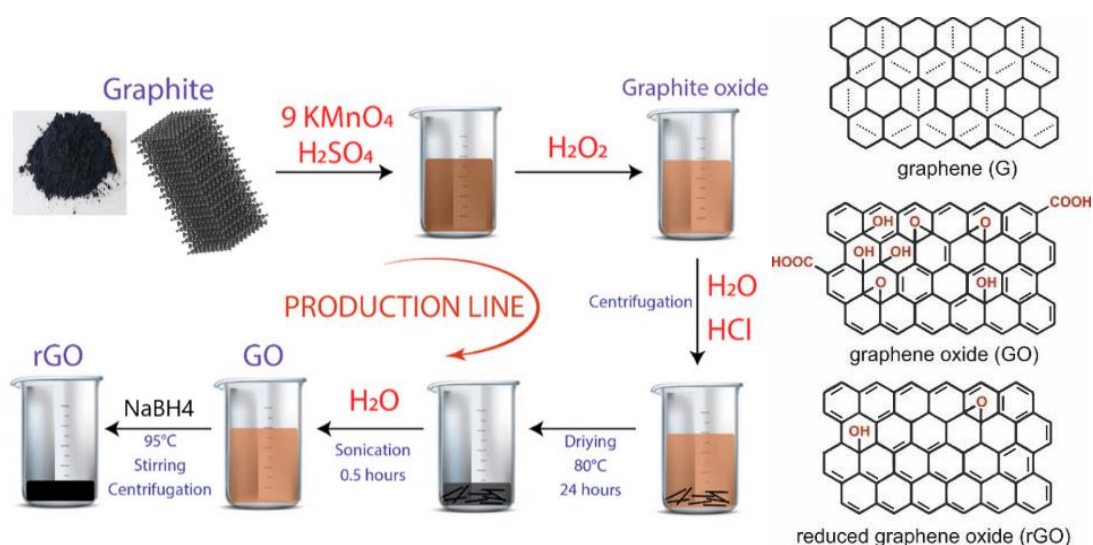 Graphite
9 KMnO₄
H₂SO₄
H₂O₂
Graphite oxide
Centrifugation
H₂O
HCl
PRODUCTION LINE
rGO
NaBH4
95°C
Stirring
Centrifugation
GO
H₂O
Sonication
0.5 hours
Driying
80°C
24 hours
graphene (G)
COOH
OH
O
O
OH
OH
HOOC
O
OH
graphene oxide (GO)
O
OH
reduced graphene oxide (rGO)